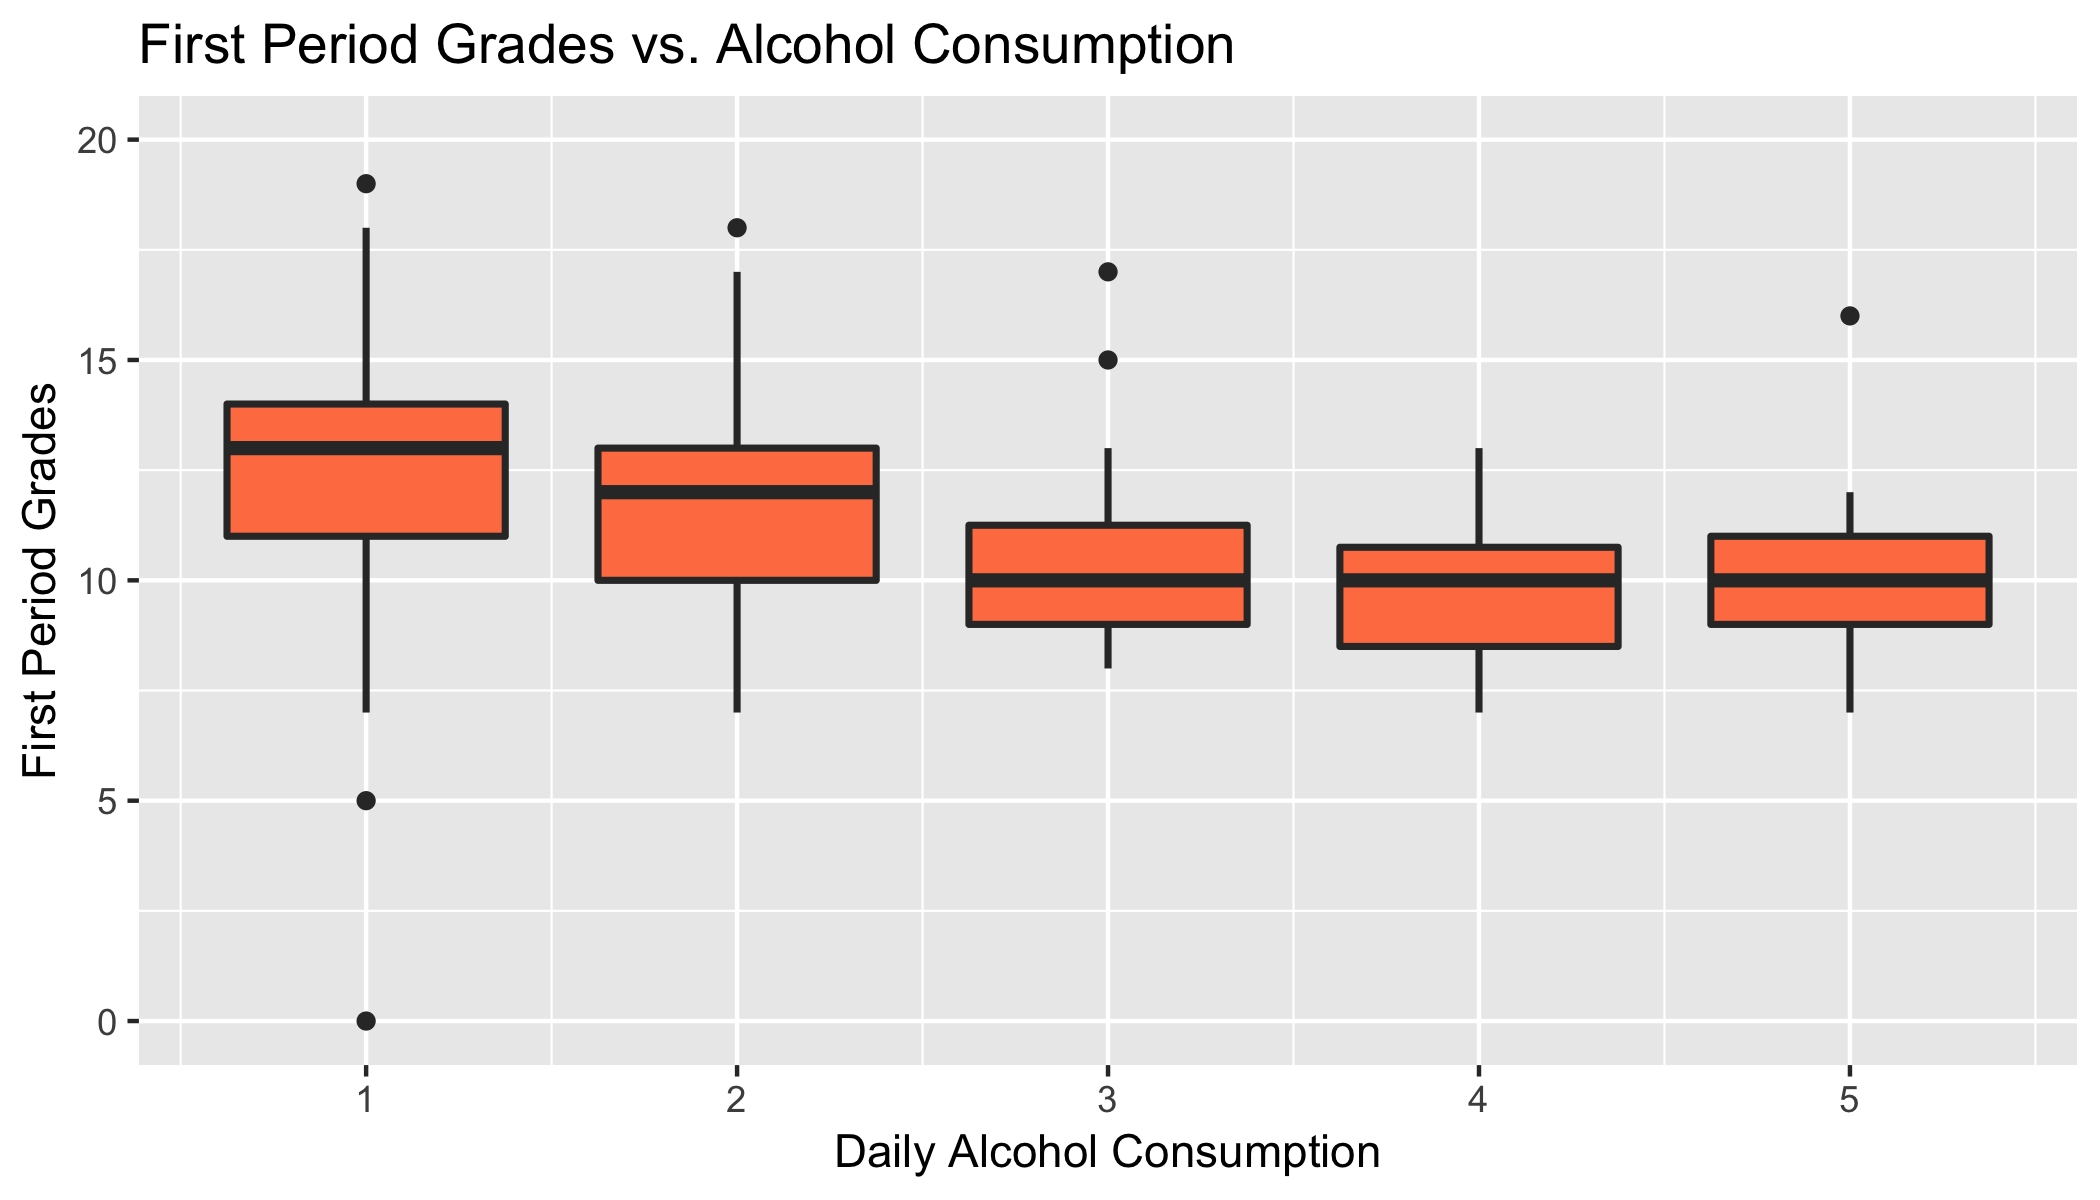 First Period Grades vs. Alcohol Consumption
First Period Grades
20
15
10
5
0
1 2 3 4 5
Daily Alcohol Consumption